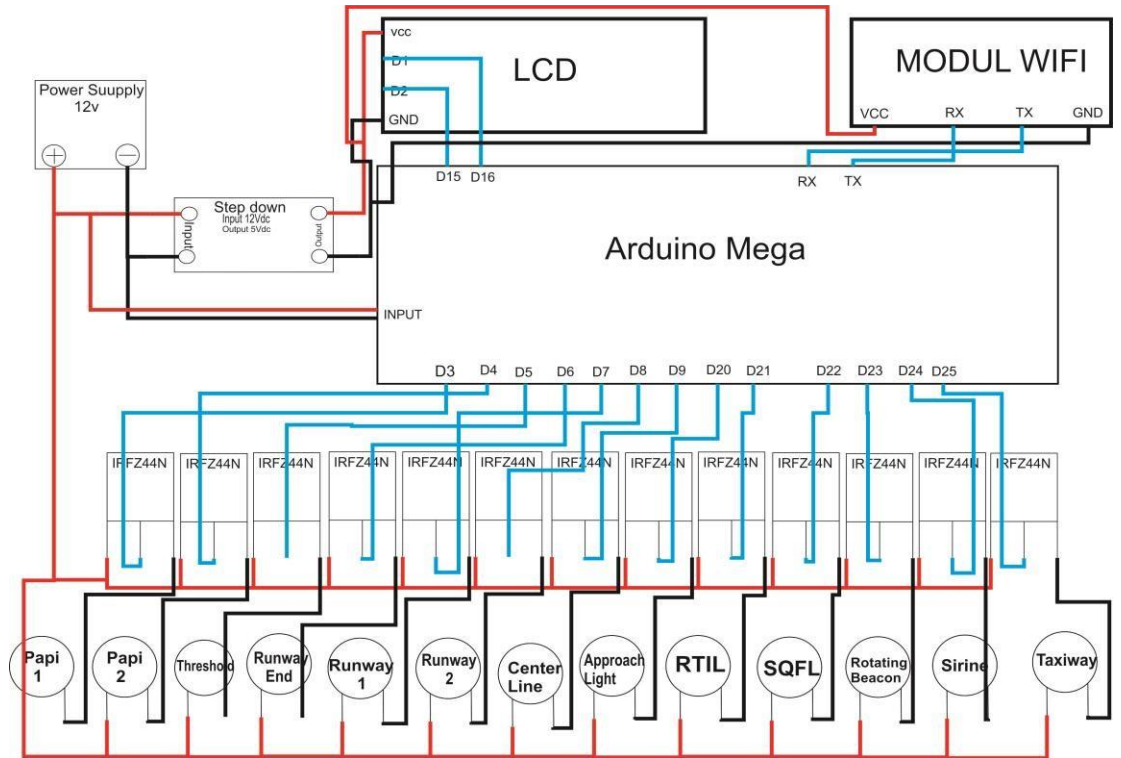 vcc
D1
D2
GND
LCD
MODUL WIFI
VCC
RX
TX
GND
Power Suupply
12v
D15
D16
RX
TX
Step down
Input 12Vdc
Output 5Vdc
Input
Output
Arduino Mega
INPUT
D3
D4
D5
D6
D7
D8
D9
D20
D21
D22
D23
D24
D25
IRFZ44N
IRFZ44N
IRFZ44N
IRFZ44N
IRFZ44N
IRFZ44N
IRFZ44N
IRFZ44N
IRFZ44N
IRFZ44N
IRFZ44N
IRFZ44N
IRFZ44N
Papi
1
Papi
2
Threshold
Runway
End
Runway
1
Runway
2
Center
Line
Approach
Light
RTIL
SQFL
Rotating
Beacon
Sirine
Taxiway